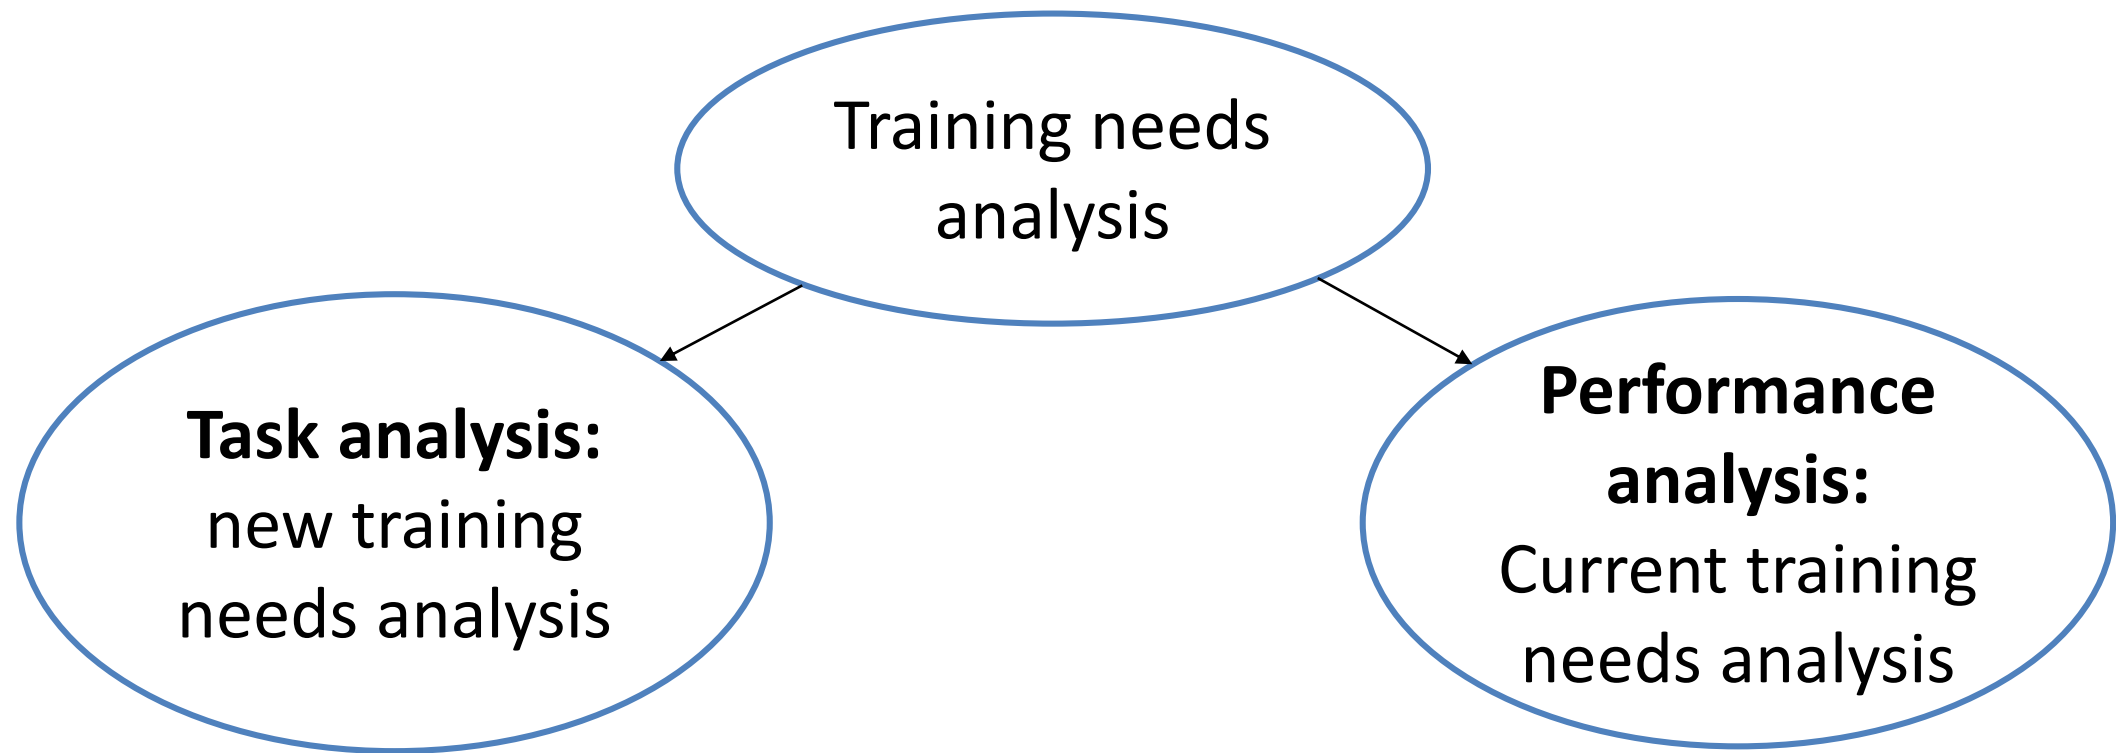 Training needs
analysis
Task analysis:
new training
needs analysis
Performance
analysis:
Current training
needs analysis